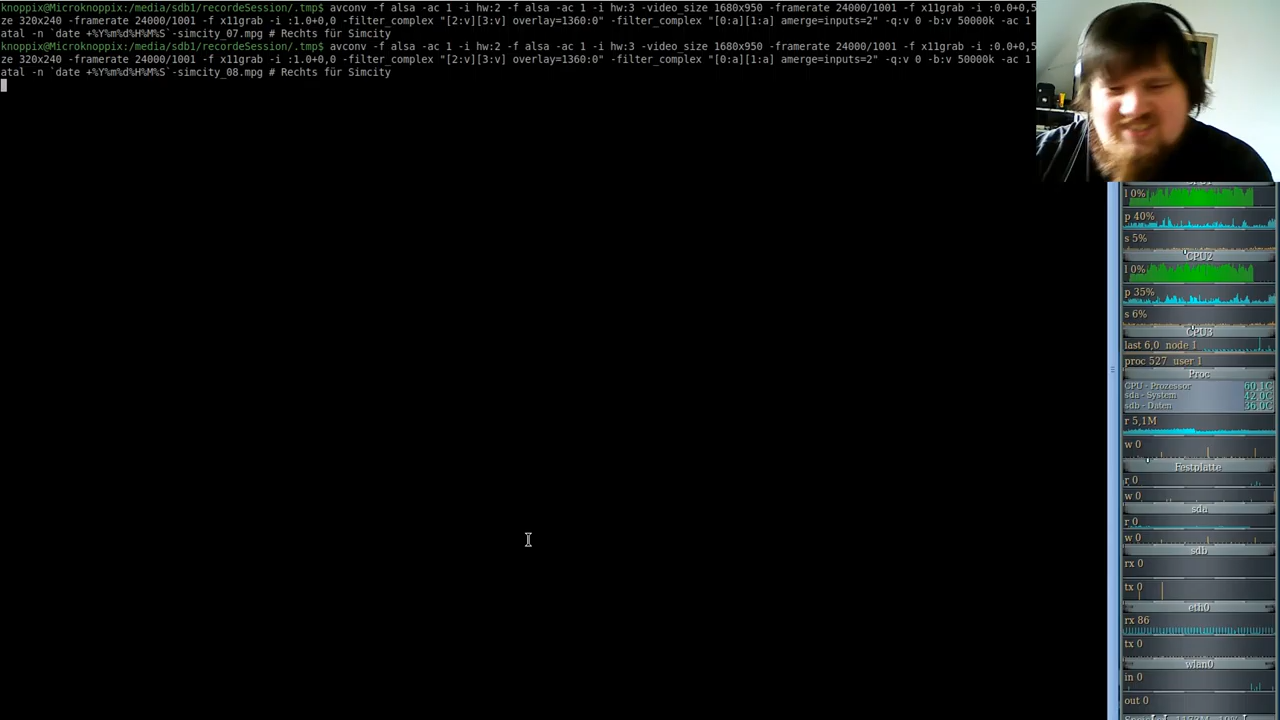 knoppix@Microknoppix:/media/sdb1/recordeSession/.tmp$ avconv -f alsa -ac 1 -i hw:2 -f alsa -ac 1 -i hw:3 -video_size 1680x950 -framerate 24000/1001 -f x11grab -i :0.0+0,5
ze 320x240 -framerate 24000/1001 -f x11grab -i :1.0+0,0 -filter_complex "[2:v][3:v] overlay=1360:0" -filter_complex "[0:a][1:a] amerge=inputs=2" -q:v 0 -b:v 50000k -ac 1
atal -n `date +%Y%m%d%H%M%S`-simcity_07.mpg # Rechts für Simcity
knoppix@Microknoppix:/media/sdb1/recordeSession/.tmp$ avconv -f alsa -ac 1 -i hw:2 -f alsa -ac 1 -i hw:3 -video_size 1680x950 -framerate 24000/1001 -f x11grab -i :0.0+0,5
ze 320x240 -framerate 24000/1001 -f x11grab -i :1.0+0,0 -filter_complex "[2:v][3:v] overlay=1360:0" -filter_complex "[0:a][1:a] amerge=inputs=2" -q:v 0 -b:v 50000k -ac 1
atal -n `date +%Y%m%d%H%M%S`-simcity_08.mpg # Rechts für Simcity
l 0%
p 40%
s 5%
CPU2
l 0%
p 35%
s 6%
CPU3
last 6,0 node 1
proc 527 user 1
Proc
CPU - Prozessor 60,1C
sda - System 42,0C
sdb - Daten 36,0C
r 5,1M
w 0
Festplatte
r 0
w 0
sda
r 0
w 0
sdb
rx 0
tx 0
eth0
rx 86
tx 0
wlan0
in 0
out 0